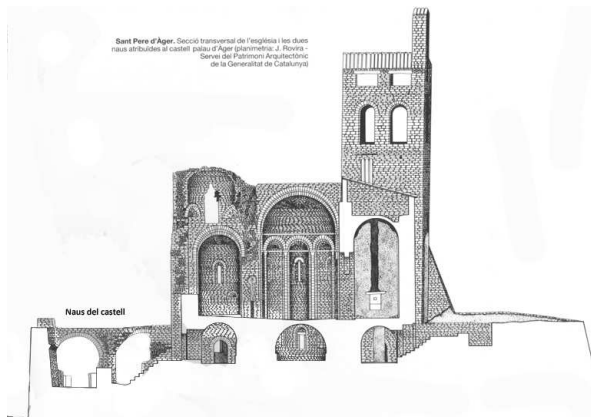 Sant Pere d'Àger. Secció transversal de l'església i les dues
naus atribuïdes al castell palau d'Àger (planimetria: J. Rovira -
Servei del Patrimoni Arquitectònic
de la Generalitat de Catalunya)
Naus del castell